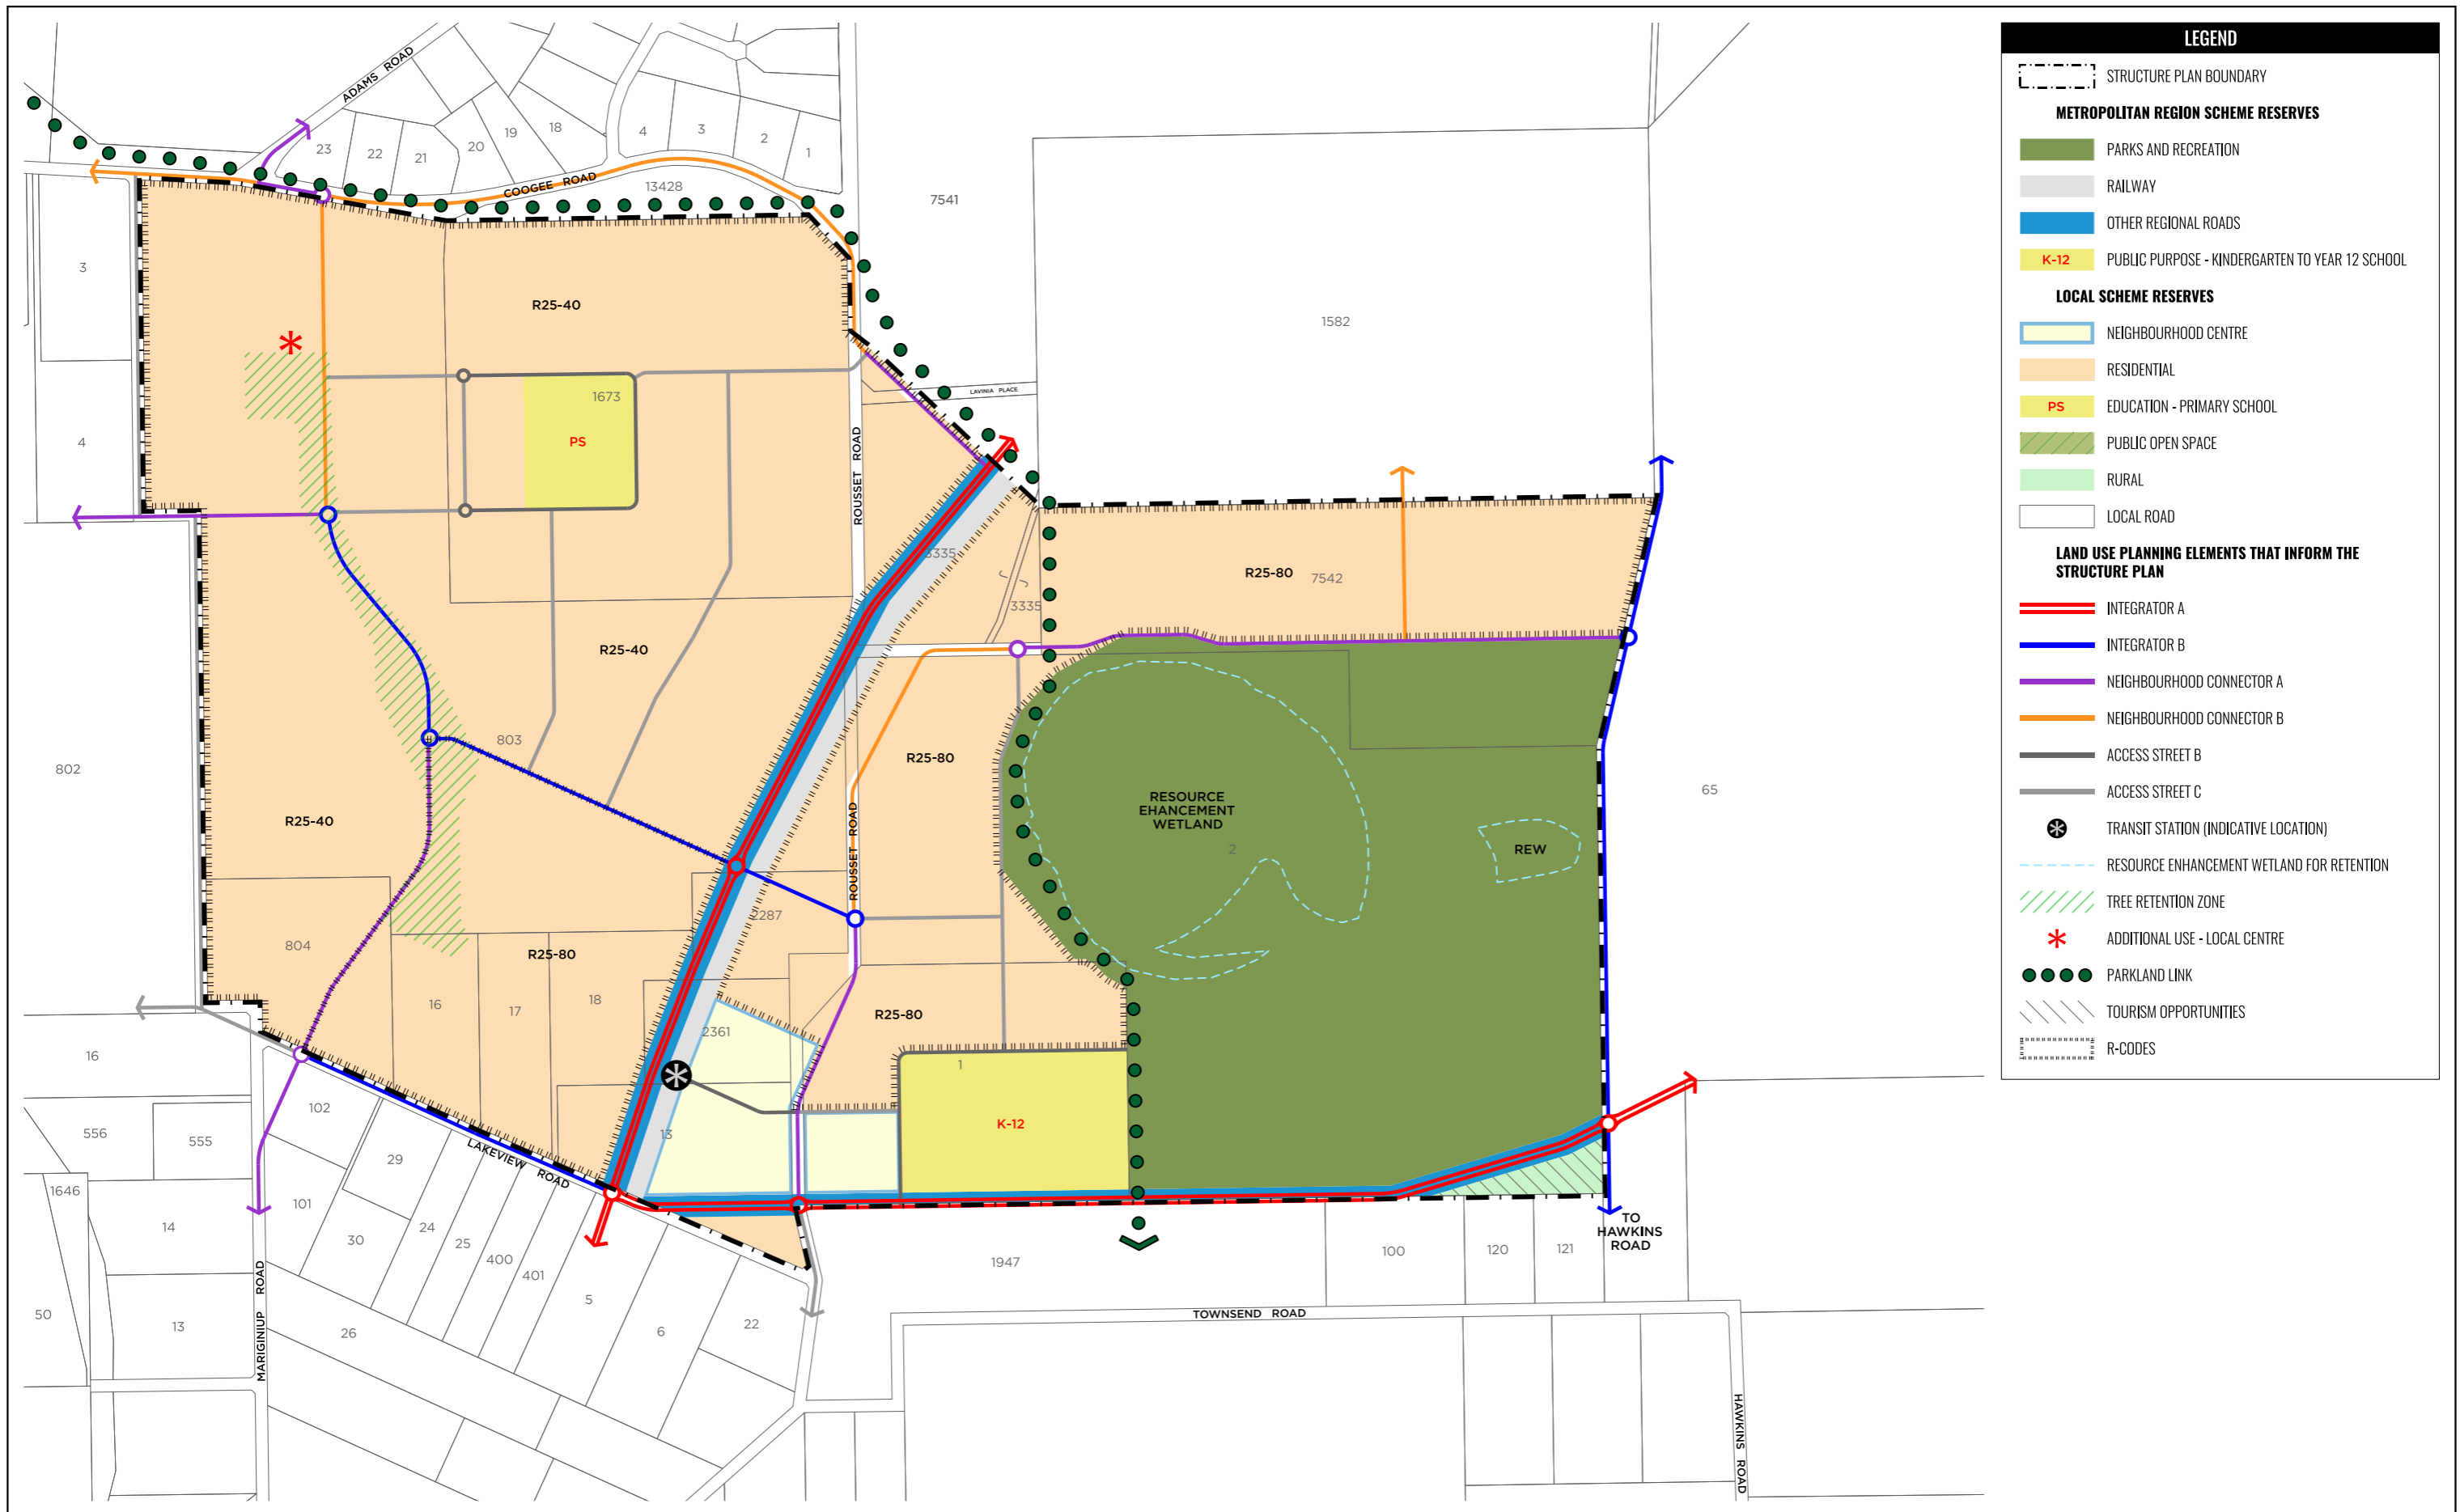 ADAMS ROAD
23
22
21
20
19
18
4
3
2
1
COOGEE ROAD
13428
7541
3
R25-40
1582
1673
LAVINIA PLACE
PS
4
ROUSSET ROAD
3335
R25-80
7542
3335
R25-40
803
R25-80
802
65
RESOURCE
EHANCEMENT
WETLAND
2
REW
R25-40
ROUSSET ROAD
2287
804
R25-80
16
17
18
R25-80
2361
16
1
102
K-12
13
556
555
29
LAKEVIEW ROAD
1646
101
14
30
24
25
400
401
TO
HAWKINS
ROAD
1947
100
120
121
5
50
13
MARIGINIUP ROAD
26
6
22
TOWNSEND ROAD
HAWKINS ROAD
LEGEND
STRUCTURE PLAN BOUNDARY
METROPOLITAN REGION SCHEME RESERVES
PARKS AND RECREATION
RAILWAY
OTHER REGIONAL ROADS
K-12 PUBLIC PURPOSE - KINDERGARTEN TO YEAR 12 SCHOOL
LOCAL SCHEME RESERVES
NEIGHBOURHOOD CENTRE
RESIDENTIAL
PS EDUCATION - PRIMARY SCHOOL
PUBLIC OPEN SPACE
RURAL
LOCAL ROAD
LAND USE PLANNING ELEMENTS THAT INFORM THE
STRUCTURE PLAN
INTEGRATOR A
INTEGRATOR B
NEIGHBOURHOOD CONNECTOR A
NEIGHBOURHOOD CONNECTOR B
ACCESS STREET B
ACCESS STREET C
TRANSIT STATION (INDICATIVE LOCATION)
RESOURCE ENHANCEMENT WETLAND FOR RETENTION
TREE RETENTION ZONE
ADDITIONAL USE - LOCAL CENTRE
PARKLAND LINK
TOURISM OPPORTUNITIES
R-CODES